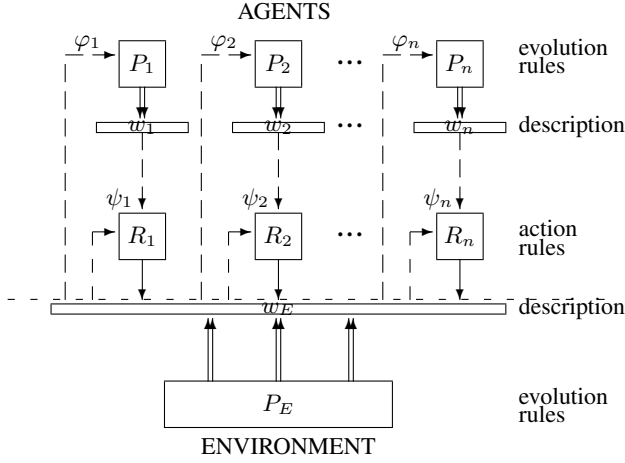 AGENTS
φ1 P1 φ2 P2 ... φn Pn evolution
rules
w1 w2 ... wn description
ψ1 ψ2 ψn
R1 R2 ... Rn action
rules
wE description
PE evolution
rules
ENVIRONMENT